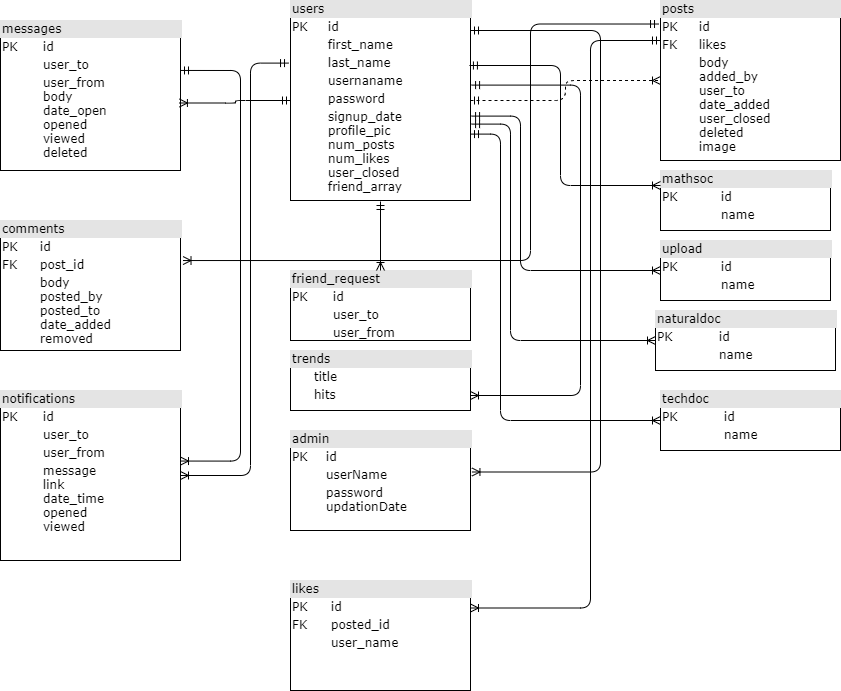 messages
PK id
user_to
user_from
body
date_open
opened
viewed
deleted
comments
PK id
FK post_id
body
posted_by
posted_to
date_added
removed
notifications
PK id
user_to
user_from
message
link
date_time
opened
viewed
users
PK id
first_name
last_name
usernaname
password
signup_date
profile_pic
num_posts
num_likes
user_closed
friend_array
friend_request
PK id
user_to
user_from
trends
title
hits
admin
PK id
userName
password
updationDate
likes
PK id
FK posted_id
user_name
posts
PK id
FK likes
body
added_by
user_to
date_added
user_closed
deleted
image
mathsoc
PK id
name
upload
PK id
name
naturaldoc
PK id
name
techdoc
PK id
name